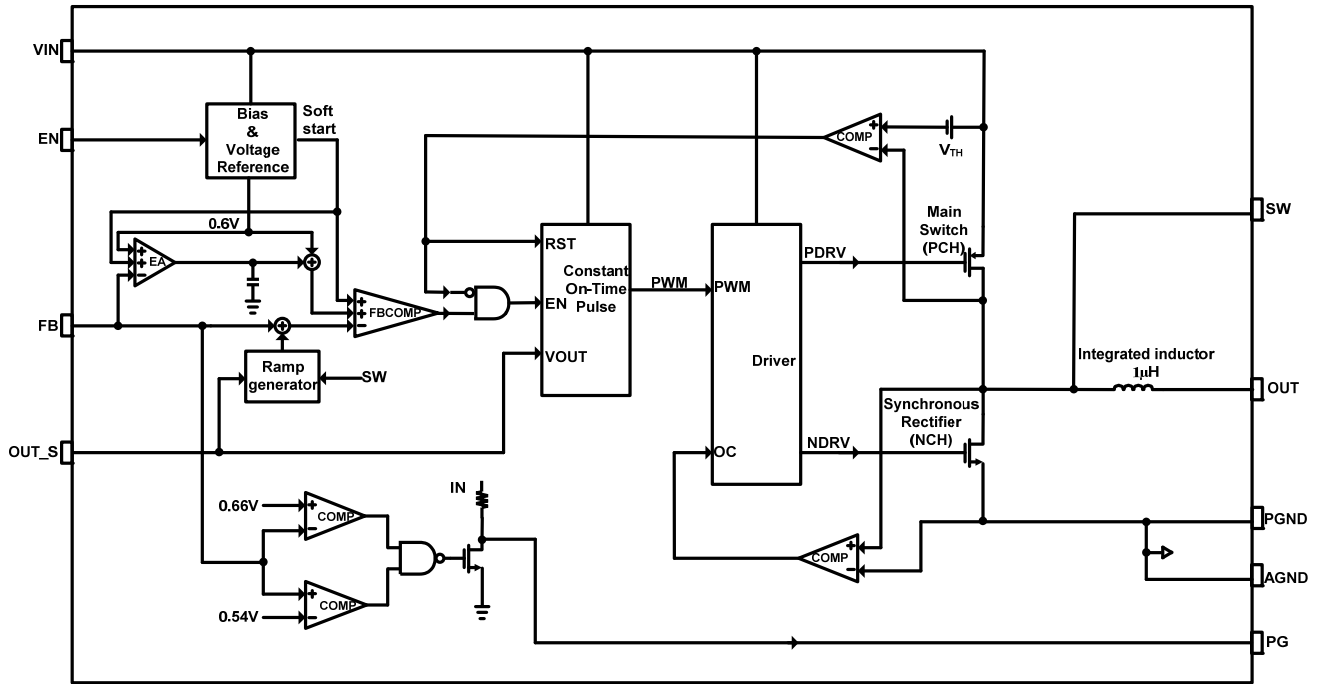 VIN
Bias
&
Voltage
Reference
Soft
start
EN
COMP
+
−
VTH
SW
0.6V
Main
Switch
(PCH)
+
+
−
EA
RST
Constant
On-Time
Pulse
EN
VOUT
PWM
PWM
Driver
OC
PDRV
FB
+
+
−
FBCOMP
Ramp
generator
SW
Integrated inductor
1µH
OUT
Synchronous
Rectifier
(NCH)
NDRV
OUT_S
IN
0.66V
+
−
COMP
0.54V
+
−
COMP
COMP
+
−
PGND
AGND
PG